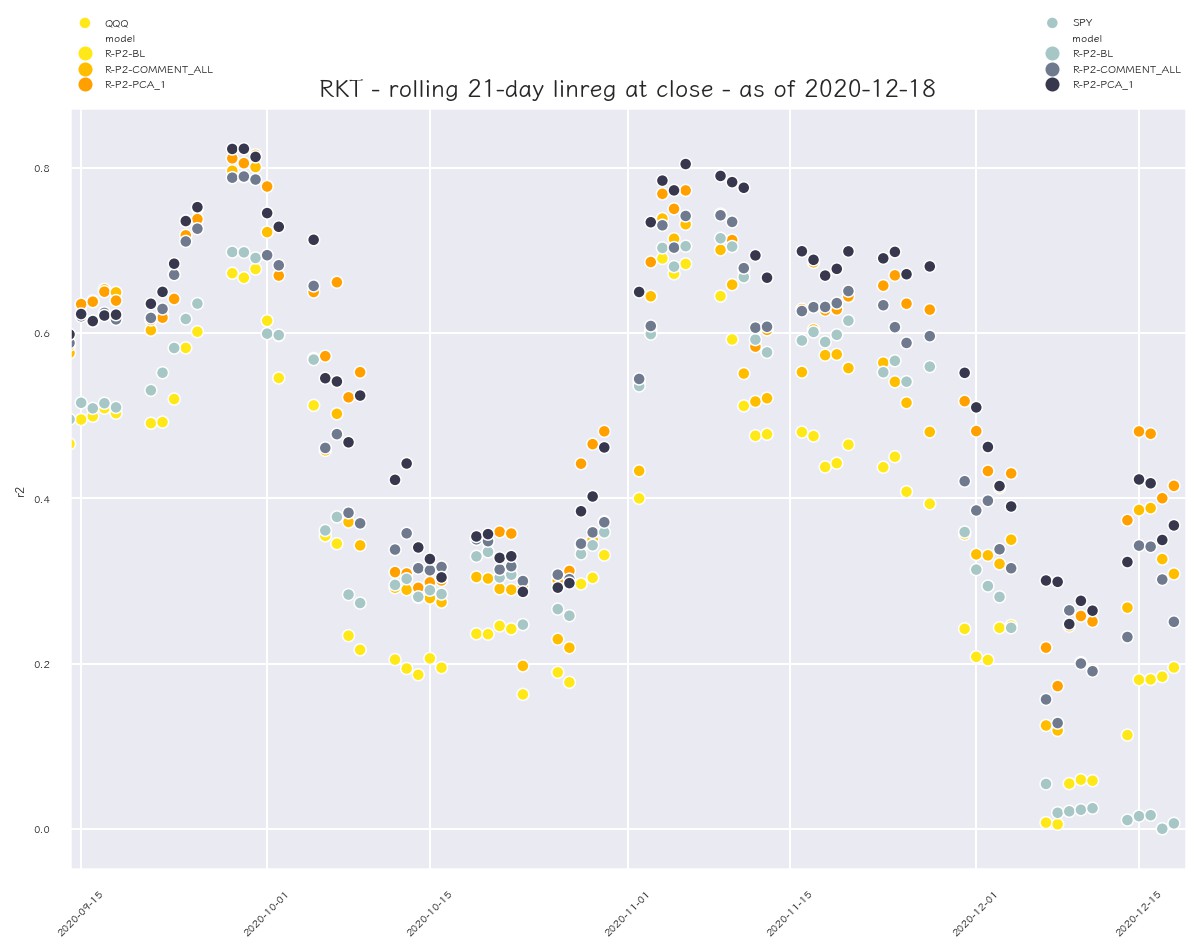 QQQ
model
R-P2-BL
R-P2-COMMENT_ALL
R-P2-PCA_1
SPY
model
R-P2-BL
R-P2-COMMENT_ALL
R-P2-PCA_1
RKT - rolling 21-day linreg at close - as of 2020-12-18
r2
0.8
0.6
0.4
0.2
0.0
2020-09-15
2020-10-01
2020-10-15
2020-11-01
2020-11-15
2020-12-01
2020-12-15